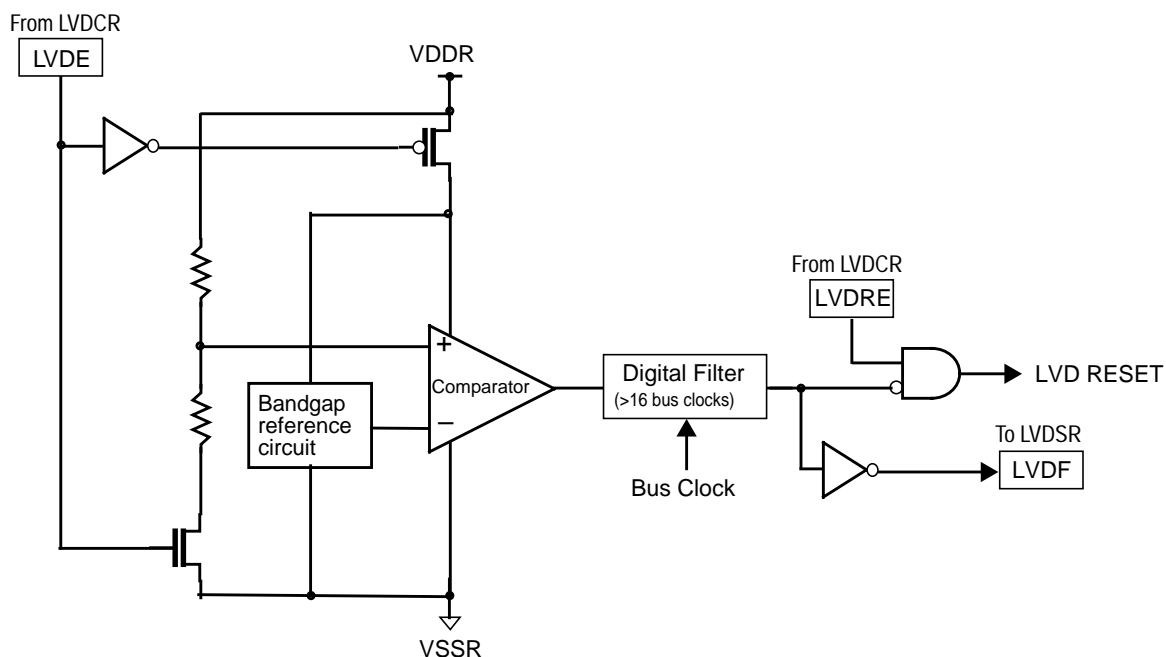 From LVDCR
LVDE
VDDR
+
Comparator
−
Bandgap
reference
circuit
Digital Filter
(>16 bus clocks)
Bus Clock
From LVDCR
LVDRE
LVD RESET
To LVDSR
LVDF
VSSR